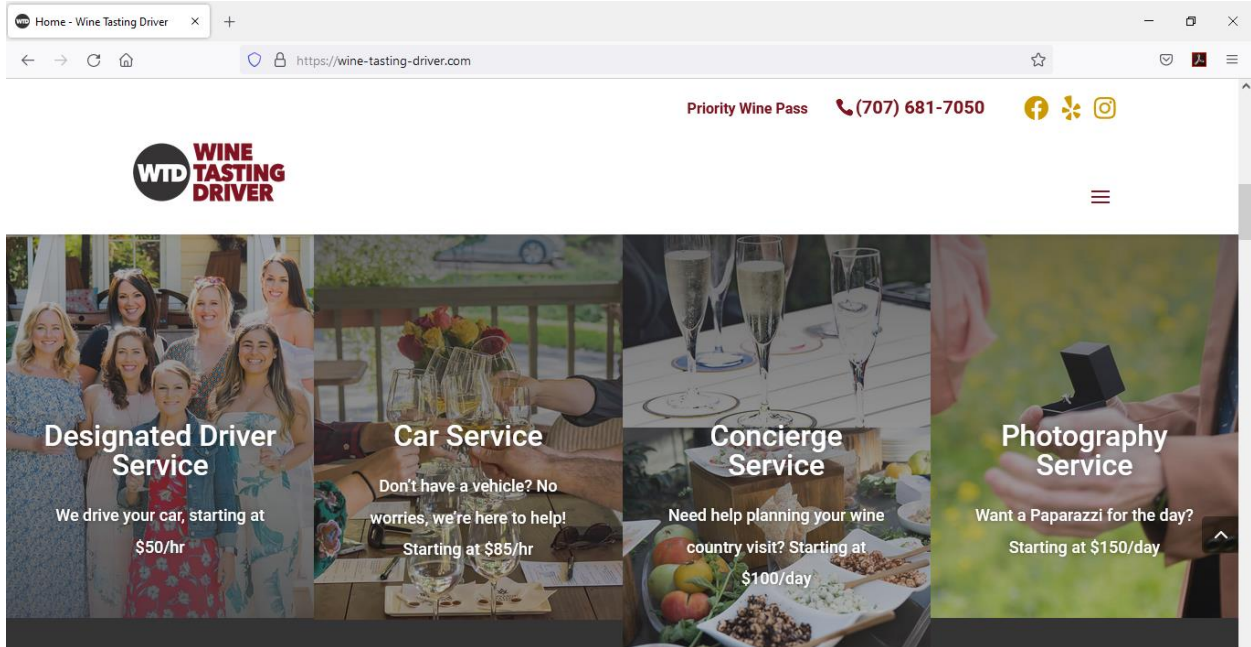 Home - Wine Tasting Driver
https://wine-tasting-driver.com
Priority Wine Pass
(707) 681-7050
WTD
WINE
TASTING
DRIVER
Designated Driver
Service
We drive your car, starting at
$50/hr
Car Service
Don't have a vehicle? No
worries, we're here to help!
Starting at $85/hr
Concierge
Service
Need help planning your wine
country visit? Starting at
$100/day
Photography
Service
Want a Paparazzi for the day?
Starting at $150/day